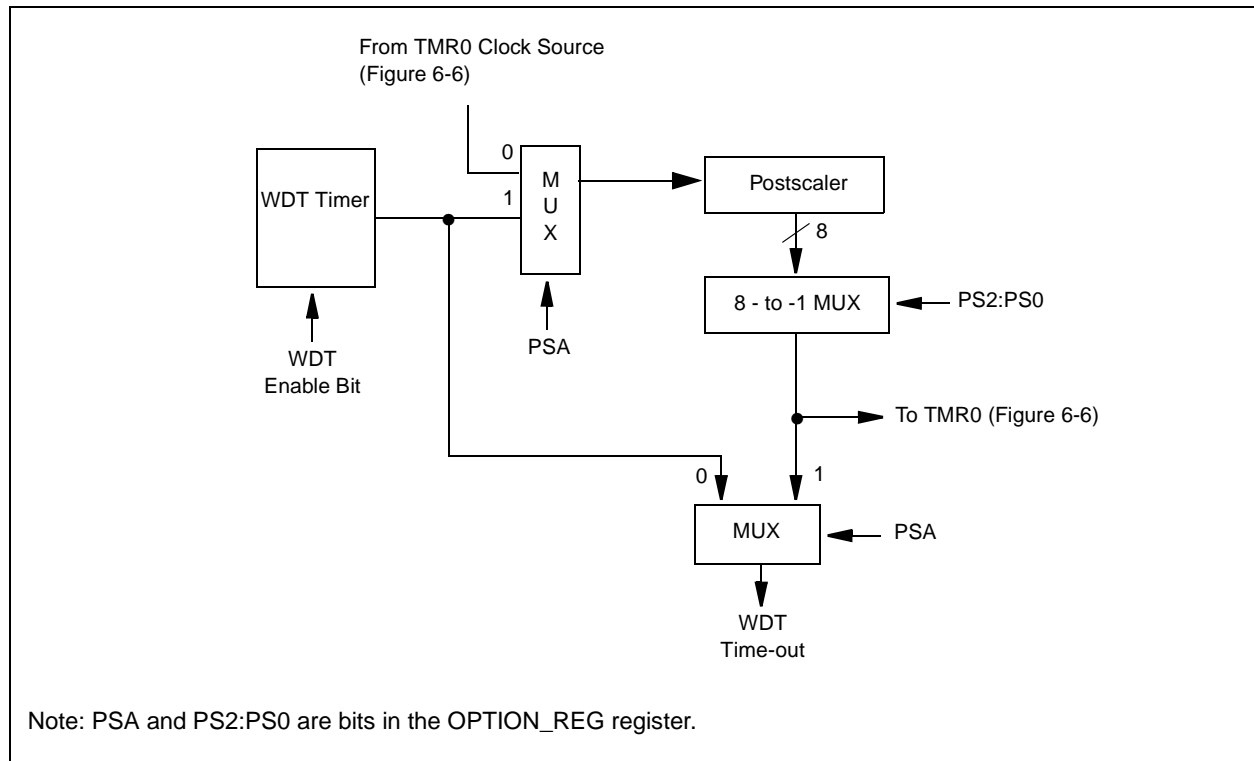 From TMR0 Clock Source
(Figure 6-6)
0
M
U
X
1
WDT Timer
Postscaler
8
8 - to -1 MUX
PS2:PS0
PSA
WDT
Enable Bit
To TMR0 (Figure 6-6)
0
1
MUX
PSA
WDT
Time-out
Note: PSA and PS2:PS0 are bits in the OPTION_REG register.